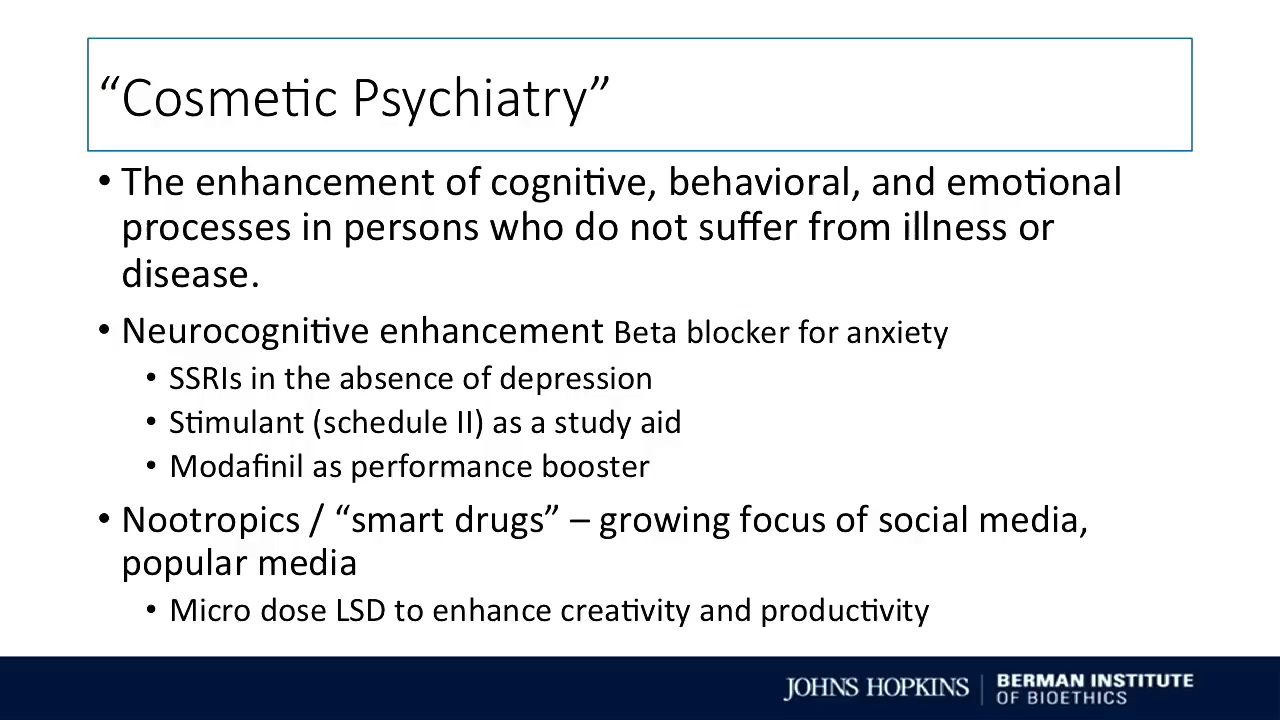 “Cosmetic Psychiatry”
• The enhancement of cognitive, behavioral, and emotional
processes in persons who do not suffer from illness or
disease.
• Neurocognitive enhancement Beta blocker for anxiety
• SSRIs in the absence of depression
• Stimulant (schedule II) as a study aid
• Modafinil as performance booster
• Nootropics / “smart drugs” – growing focus of social media,
popular media
• Micro dose LSD to enhance creativity and productivity
JOHNS HOPKINS | BERMAN INSTITUTE
OF BIOETHICS